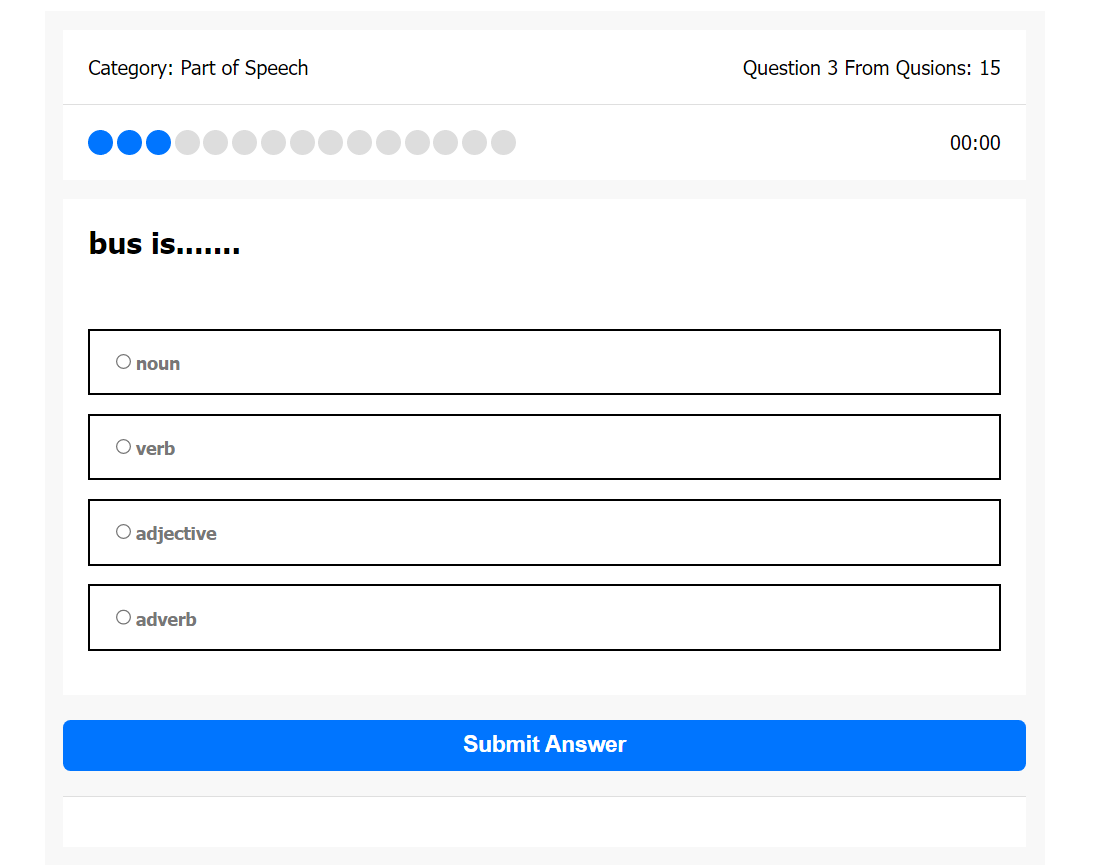 Category: Part of Speech
Question 3 From Qusions: 15
00:00
bus is.......
noun
verb
adjective
adverb
Submit Answer